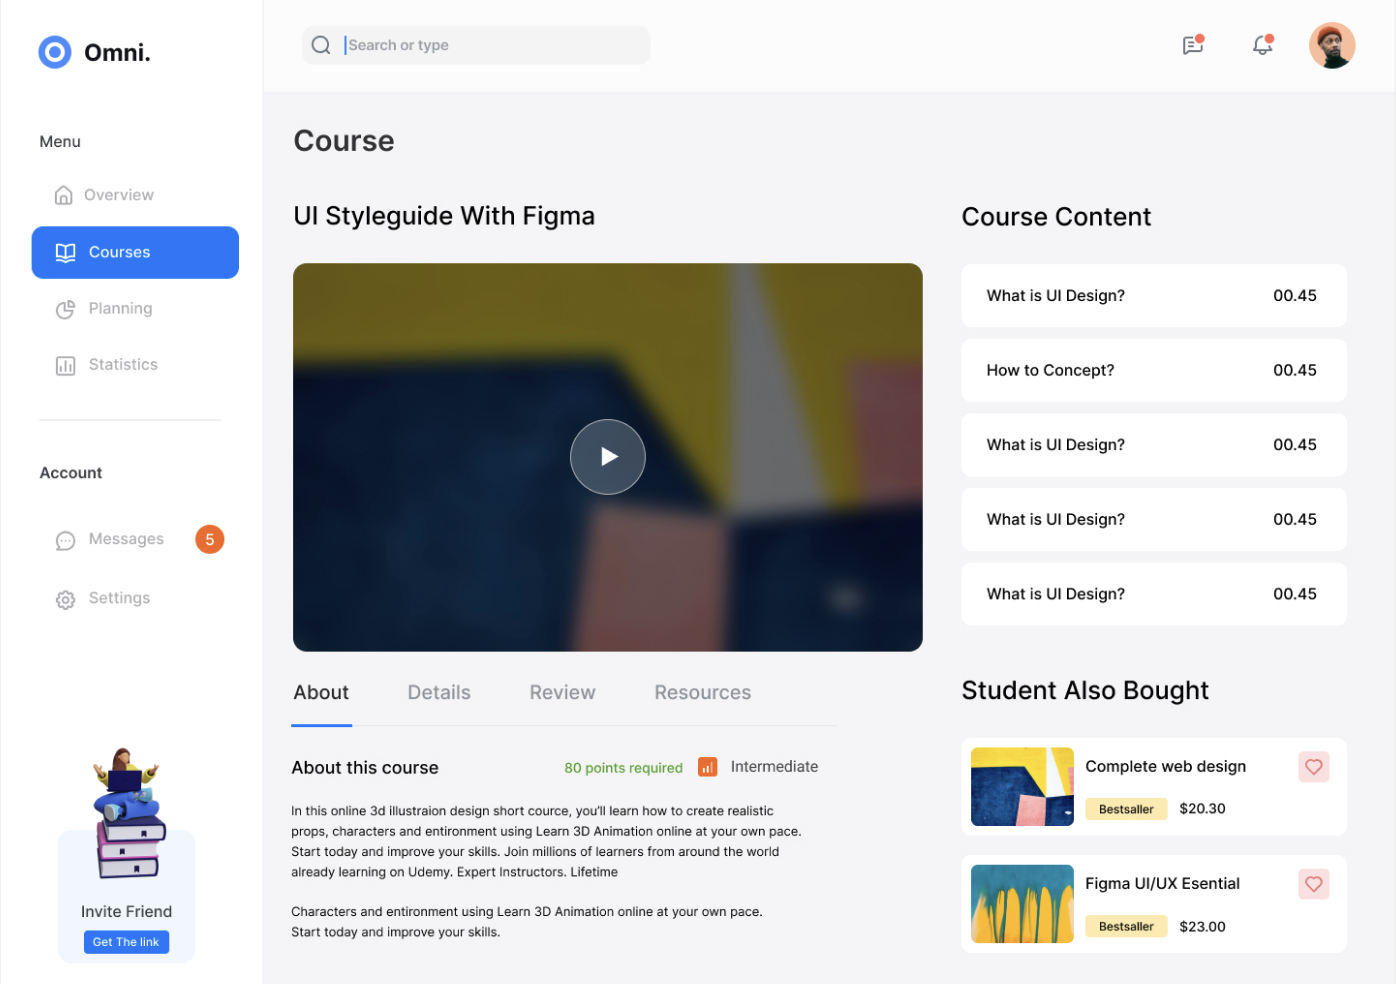 Omni.
Search or type
Menu
Overview
Courses
Planning
Statistics
Account
Messages
5
Settings
Invite Friend
Get The link
Course
UI Styleguide With Figma
About
Details
Review
Resources
About this course
80 points required
Intermediate
In this online 3d illustraion design short cource, you'll learn how to create realistic
props, characters and entironment using Learn 3D Animation online at your own pace.
Start today and improve your skills. Join millions of learners from around the world
already learning on Udemy. Expert Instructors. Lifetime
Characters and entironment using Learn 3D Animation online at your own pace.
Start today and improve your skills.
Course Content
What is UI Design? 00.45
How to Concept? 00.45
What is UI Design? 00.45
What is UI Design? 00.45
What is UI Design? 00.45
Student Also Bought
Complete web design
Bestsaller $20.30
Figma UI/UX Esential
Bestsaller $23.00